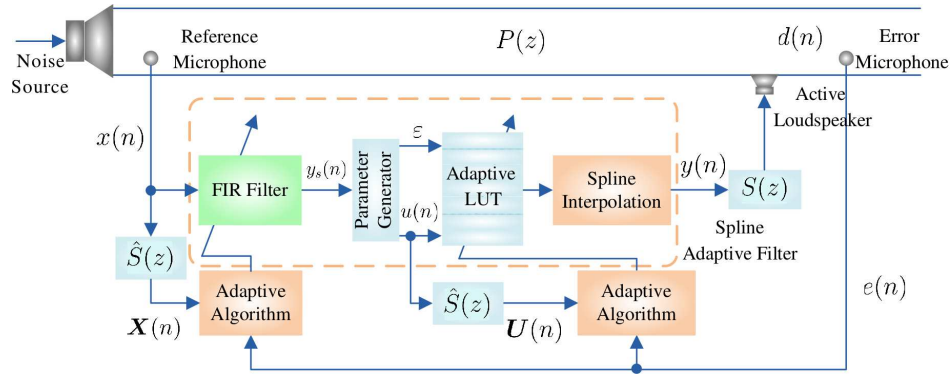 Noise
Source
Reference
Microphone
P(z)
d(n)
Error
Microphone
x(n)
FIR Filter
y_s(n)
Parameter
Generator
ε
u(n)
Adaptive
LUT
Spline
Interpolation
y(n)
S(z)
Active
Loudspeaker
Spline
Adaptive Filter
Ŝ(z)
X(n)
Adaptive
Algorithm
Ŝ(z)
U(n)
Adaptive
Algorithm
e(n)